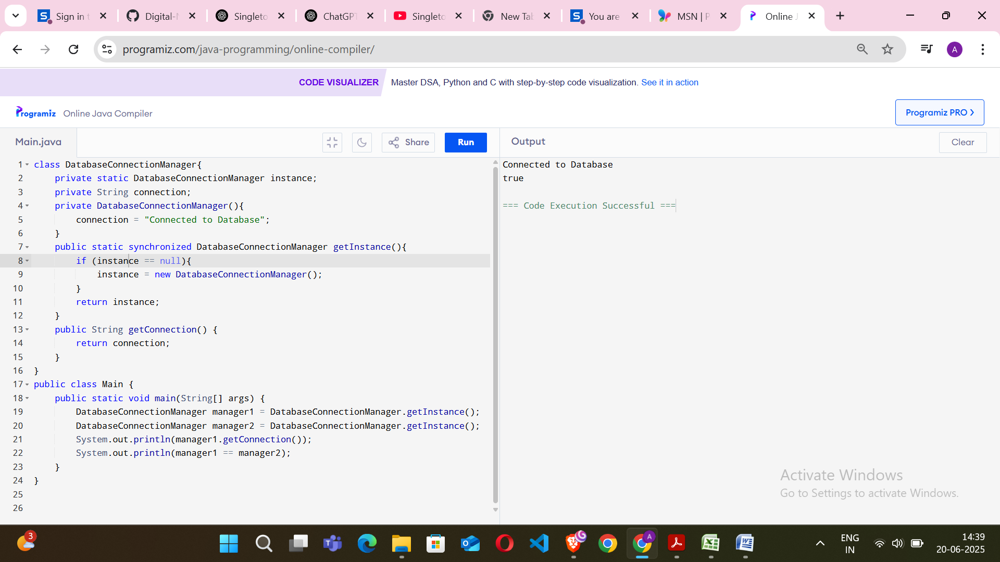 Sign in t
Digital-
Singleto
ChatGPT
Singleto
New Tab
You are
MSN | P
Online J
programiz.com/java-programming/online-compiler/
A
CODE VISUALIZER
Master DSA, Python and C with step-by-step code visualization. See it in action
Programiz
Online Java Compiler
Programiz PRO >
Main.java
Share
Run
Output
Clear
1 class DatabaseConnectionManager{
2     private static DatabaseConnectionManager instance;
3     private String connection;
4     private DatabaseConnectionManager(){
5         connection = "Connected to Database";
6     }
7     public static synchronized DatabaseConnectionManager getInstance(){
8         if (instance == null){
9             instance = new DatabaseConnectionManager();
10         }
11         return instance;
12     }
13     public String getConnection() {
14         return connection;
15     }
16 }
17 public class Main {
18     public static void main(String[] args) {
19         DatabaseConnectionManager manager1 = DatabaseConnectionManager.getInstance();
20         DatabaseConnectionManager manager2 = DatabaseConnectionManager.getInstance();
21         System.out.println(manager1.getConnection());
22         System.out.println(manager1 == manager2);
23     }
24 }
25
26
Connected to Database
true
=== Code Execution Successful ===
Activate Windows
Go to Settings to activate Windows.
3
A
ENG
IN
14:39
20-06-2025